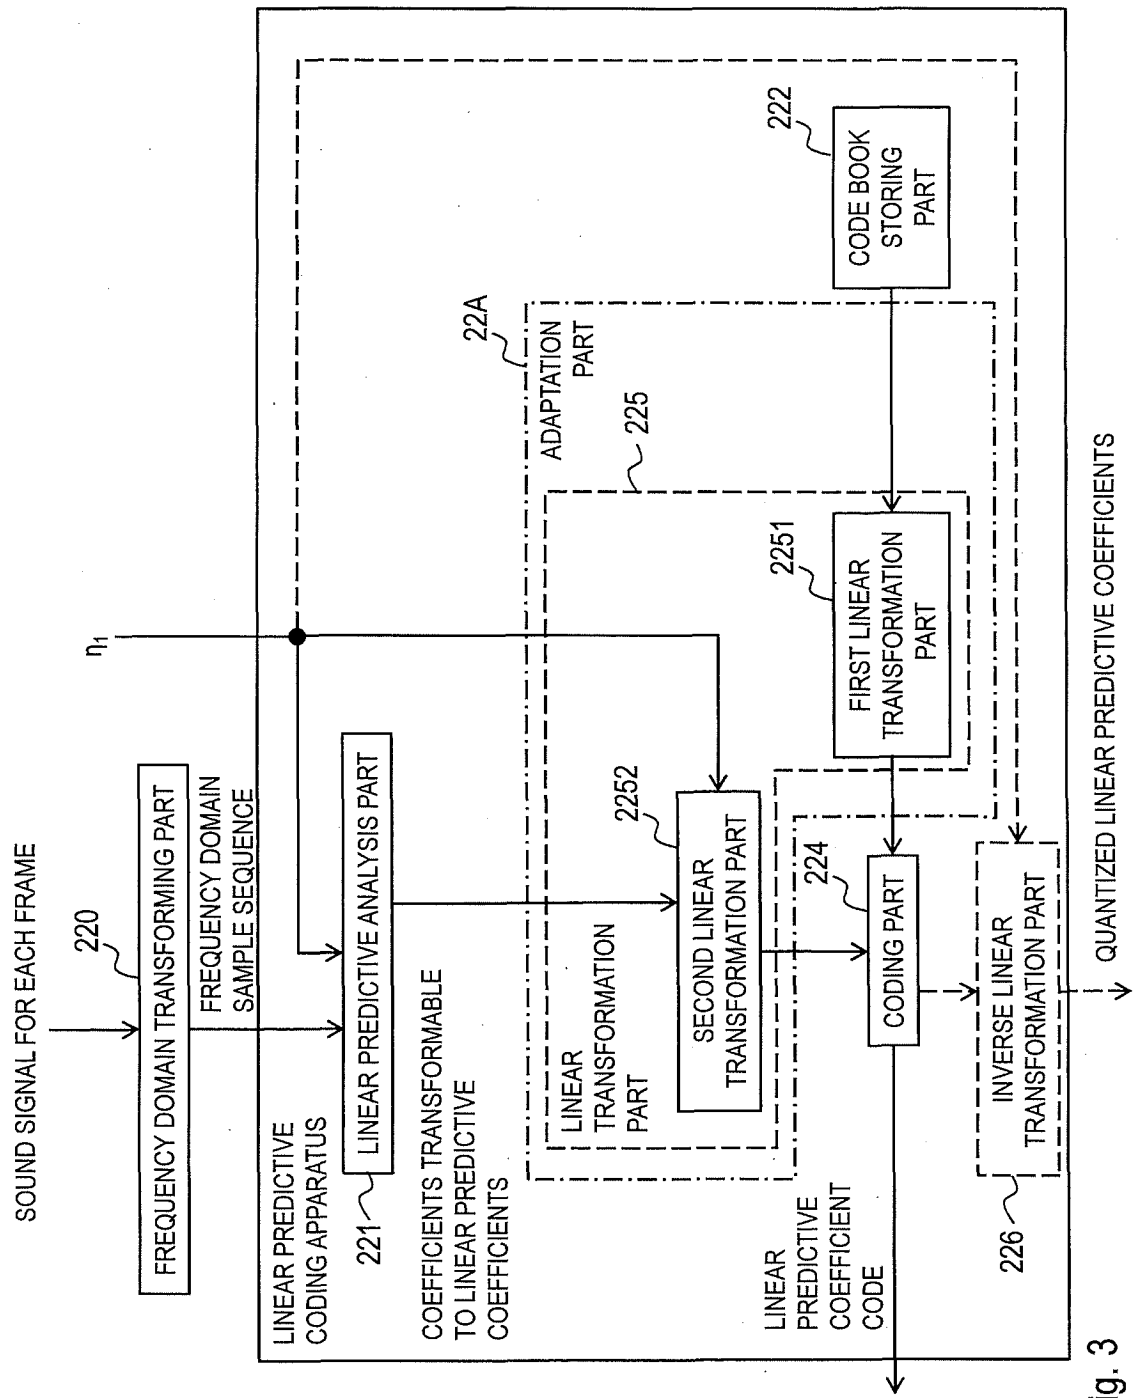 SOUND SIGNAL FOR EACH FRAME
220
FREQUENCY DOMAIN TRANSFORMING PART
FREQUENCY DOMAIN
SAMPLE SEQUENCE
η1
LINEAR PREDICTIVE
CODING APPARATUS
221
LINEAR PREDICTIVE ANALYSIS PART
COEFFICIENTS TRANSFORMABLE
TO LINEAR PREDICTIVE
COEFFICIENTS
22A
ADAPTATION
PART
LINEAR
TRANSFORMATION
PART
225
2252
SECOND LINEAR
TRANSFORMATION PART
2251
FIRST LINEAR
TRANSFORMATION
PART
222
CODE BOOK
STORING
PART
LINEAR
PREDICTIVE
COEFFICIENT
CODE
224
CODING PART
226
INVERSE LINEAR
TRANSFORMATION PART
QUANTIZED LINEAR PREDICTIVE COEFFICIENTS
ig. 3